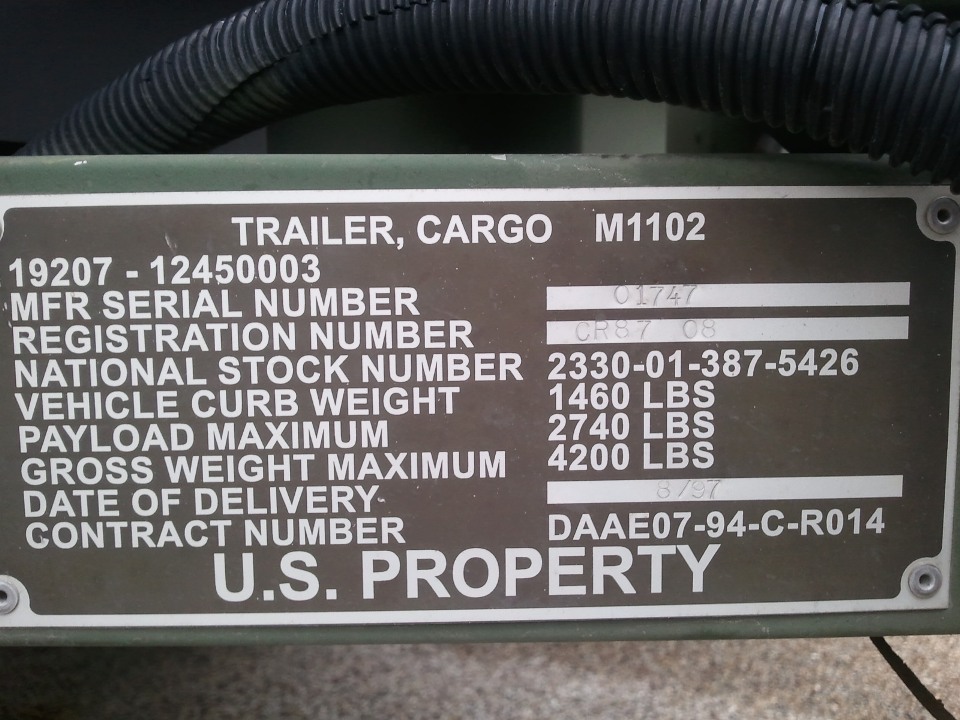 TRAILER, CARGO M1102
19207 - 12450003
MFR SERIAL NUMBER 01747
REGISTRATION NUMBER CR87 08
NATIONAL STOCK NUMBER 2330-01-387-5426
VEHICLE CURB WEIGHT 1460 LBS
PAYLOAD MAXIMUM 2740 LBS
GROSS WEIGHT MAXIMUM 4200 LBS
DATE OF DELIVERY 8/97
CONTRACT NUMBER DAAE07-94-C-R014
U.S. PROPERTY